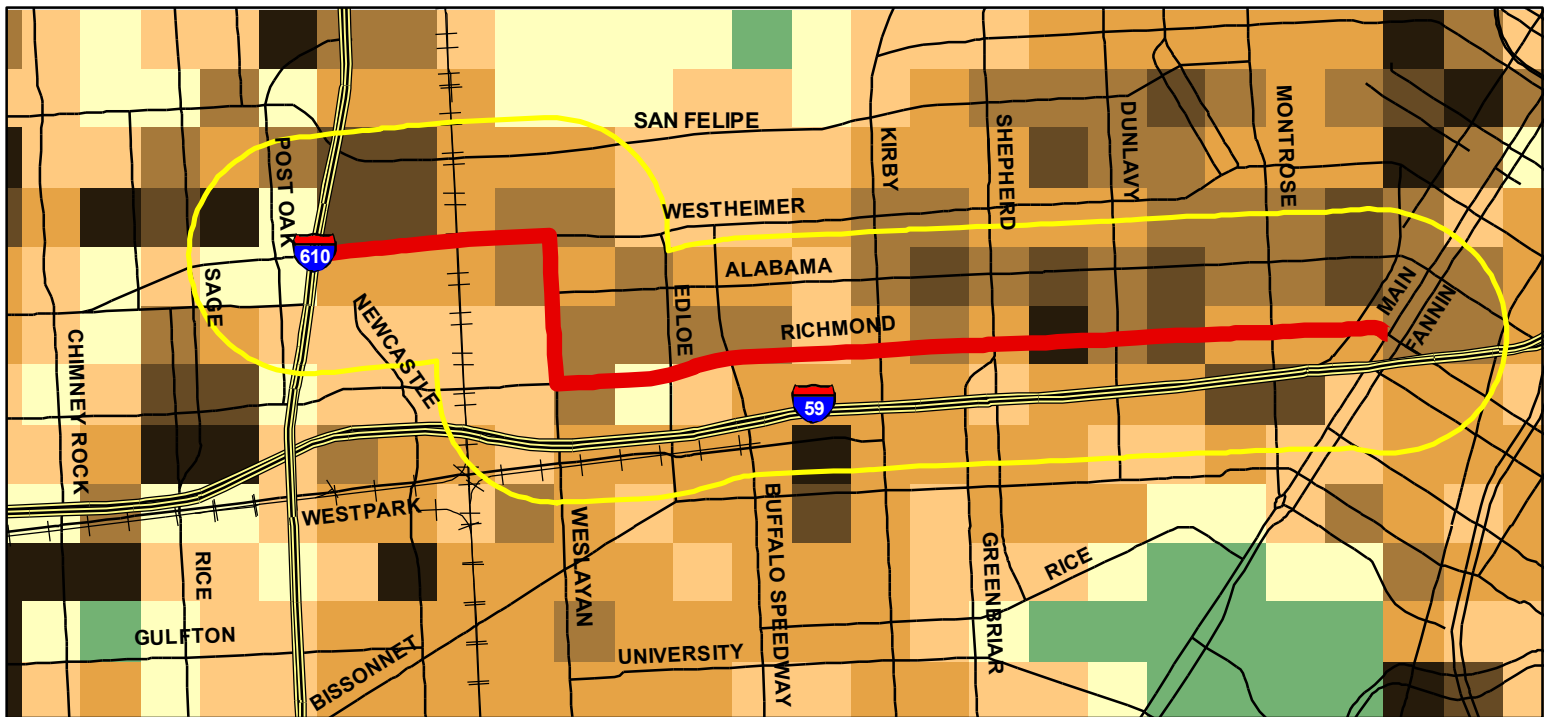 SAN FELIPE
POST OAK
KIRBY
SHEPHERD
DUNLAVY
MONTROSE
WESTHEIMER
610
SAGE
ALABAMA
MAIN
FANNIN
NEWCASTLE
EDLOE
RICHMOND
CHIMNEY ROCK
59
WESTPARK
RICE
WESLAYAN
BUFFALO SPEEDWAY
GREENBRIAR
RICE
GULFTON
BISSONNET
UNIVERSITY